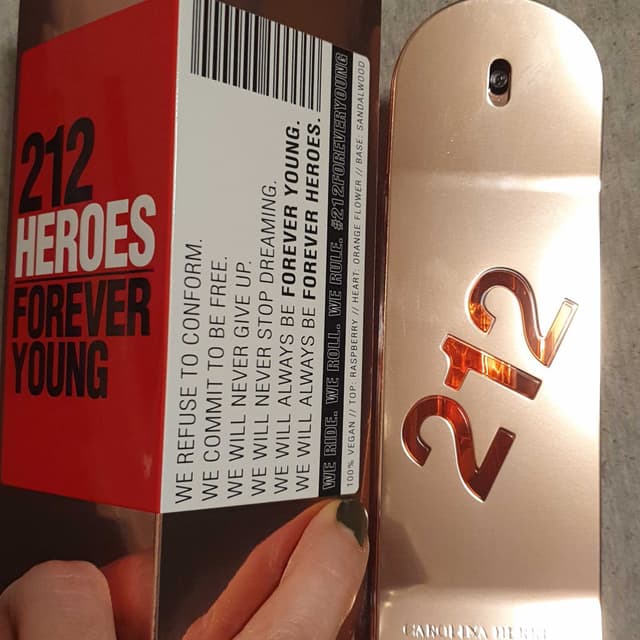 212
HEROES
FOREVER
YOUNG
WE REFUSE TO CONFORM.
WE COMMIT TO BE FREE.
WE WILL NEVER GIVE UP.
WE WILL NEVER STOP DREAMING.
WE WILL ALWAYS BE FOREVER YOUNG.
WE WILL ALWAYS BE FOREVER HEROES.
WE RIDE.. WE ROLL.. WE RULE.. #212FOREVERYOUNG
100% VEGAN // TOP: RASPBERRY // HEART: ORANGE FLOWER // BASE: SANDALWOOD
212
CAROLINA